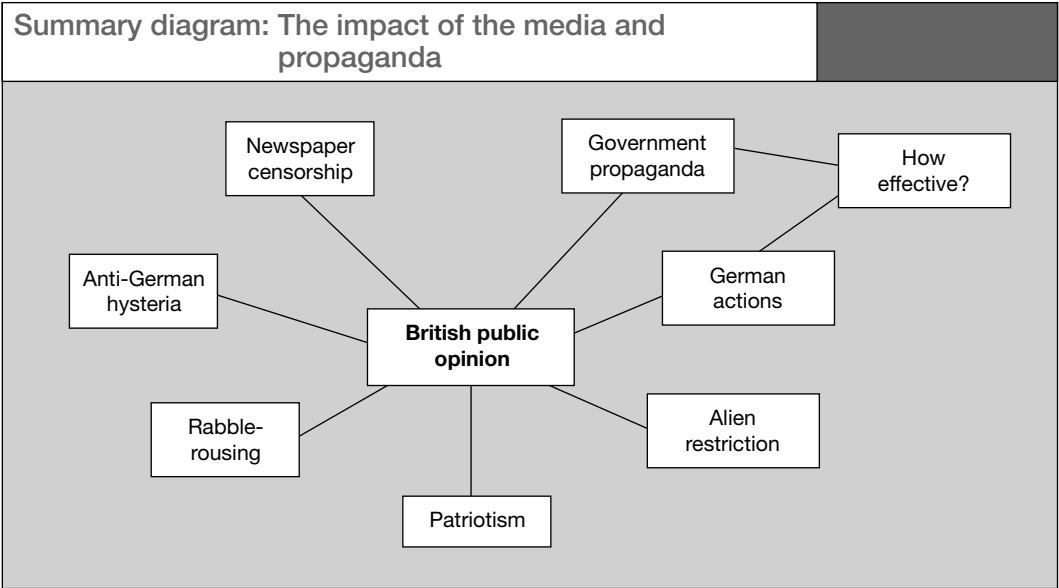 Summary diagram: The impact of the media and
propaganda
Newspaper
censorship
Government
propaganda
How
effective?
Anti-German
hysteria
German
actions
British public
opinion
Rabble-
rousing
Alien
restriction
Patriotism